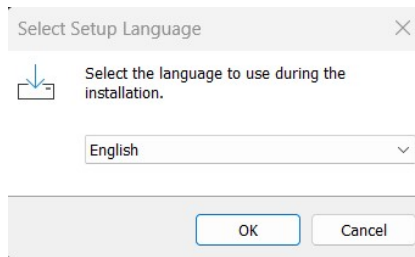 Select Setup Language
Select the language to use during the
installation.
English
OK
Cancel